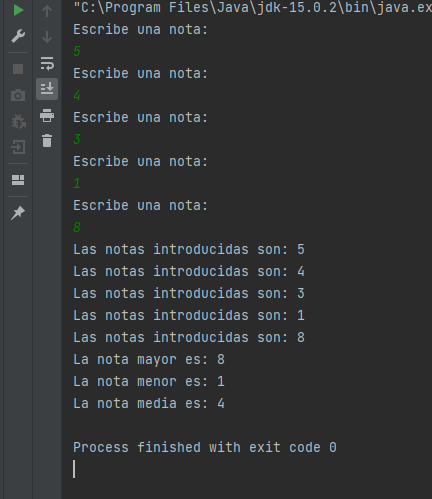 "C:\Program Files\Java\jdk-15.0.2\bin\java.ex
Escribe una nota:
5
Escribe una nota:
4
Escribe una nota:
3
Escribe una nota:
1
Escribe una nota:
8
Las notas introducidas son: 5
Las notas introducidas son: 4
Las notas introducidas son: 3
Las notas introducidas son: 1
Las notas introducidas son: 8
La nota mayor es: 8
La nota menor es: 1
La nota media es: 4
Process finished with exit code 0